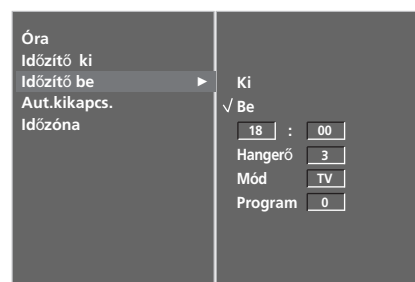 Óra
Időzítő ki
Időzítő be ►
Aut.kikapcs.
Időzóna
Ki
√ Be
18 : 00
Hangerő 3
Mód TV
Program 0